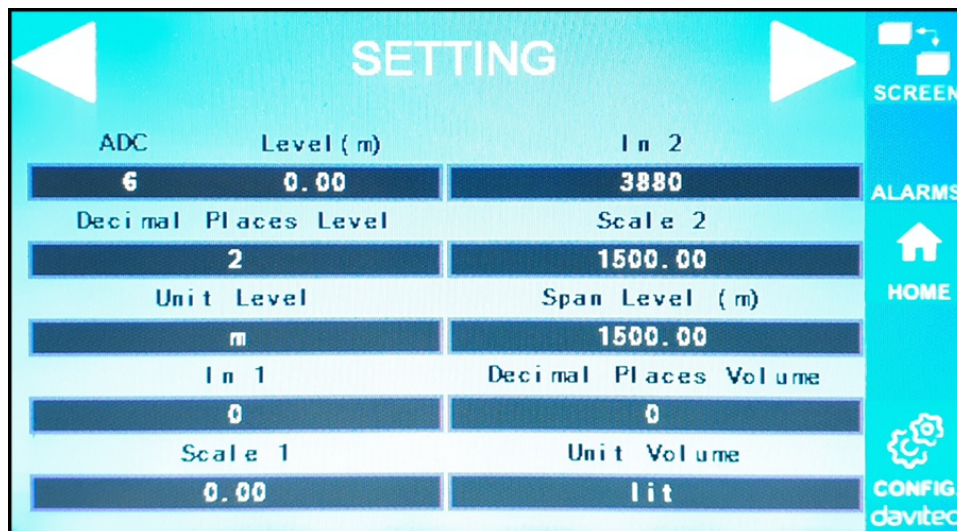 SETTING
SCREEN
ADC Level(m) In 2
6 0.00 3880
ALARMS
Decimal Places Level Scale 2
2 1500.00
HOME
Unit Level Span Level (m)
m 1500.00
In 1 Decimal Places Volume
0 0
Scale 1 Unit Volume
0.00 lit
CONFIG.
davitec